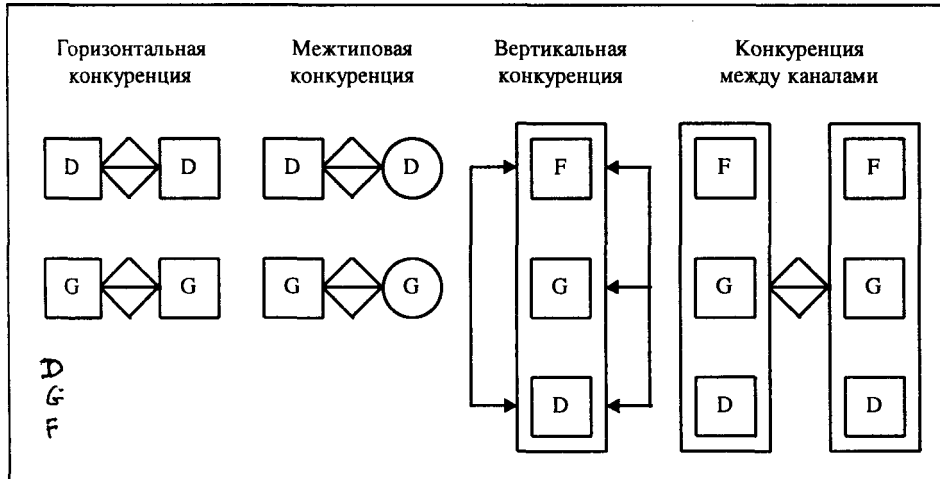 Горизонтальная
конкуренция
Межтиповая
конкуренция
Вертикальная
конкуренция
Конкуренция
между каналами
D D D D F F F
G G G G G G G
D D D
D
G
F